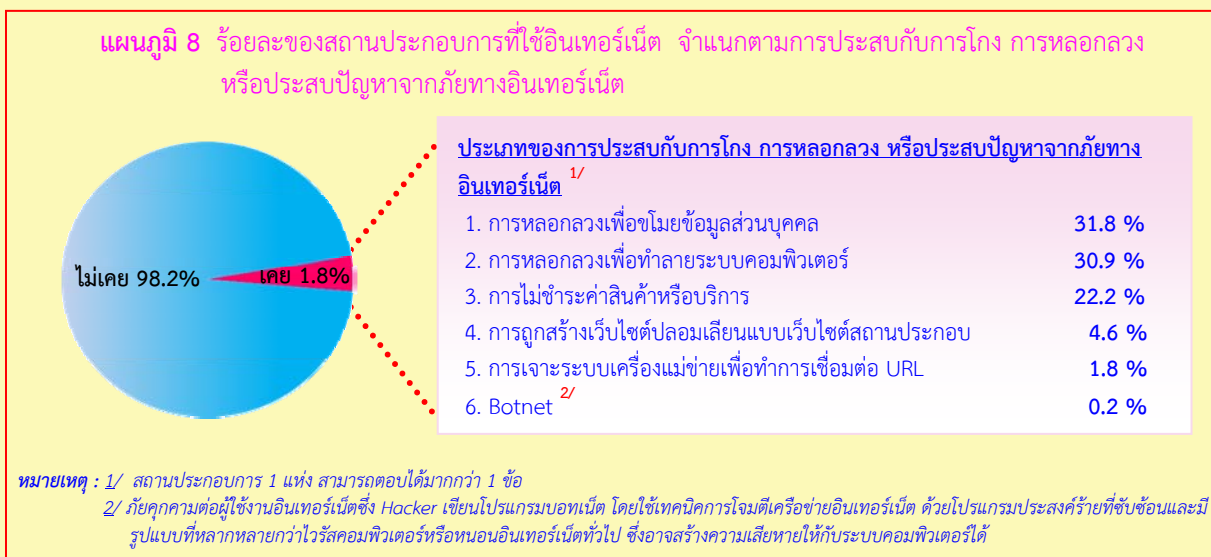 แผนภูมิ 8 ร้อยละของสถานประกอบการที่ใช้อินเทอร์เน็ต จำแนกตามการประสบกับการโกง การหลอกลวง
หรือประสบปัญหาจากภัยทางอินเทอร์เน็ต
ไม่เคย 98.2%
เคย 1.8%
ประเภทของการประสบกับการโกง การหลอกลวง หรือประสบปัญหาจากภัยทาง
อินเทอร์เน็ต 1/
1. การหลอกลวงเพื่อขโมยข้อมูลส่วนบุคคล 31.8 %
2. การหลอกลวงเพื่อทำลายระบบคอมพิวเตอร์ 30.9 %
3. การไม่ชำระค่าสินค้าหรือบริการ 22.2 %
4. การถูกสร้างเว็บไซต์ปลอมเลียนแบบเว็บไซต์สถานประกอบ 4.6 %
5. การเจาะระบบเครื่องแม่ข่ายเพื่อทำการเชื่อมต่อ URL 1.8 %
6. Botnet 2/ 0.2 %
หมายเหตุ : 1/ สถานประกอบการ 1 แห่ง สามารถตอบได้มากกว่า 1 ข้อ
2/ ภัยคุกคามต่อผู้ใช้งานอินเทอร์เน็ตซึ่ง Hacker เขียนโปรแกรมบอทเน็ต โดยใช้เทคนิคการโจมตีเครือข่ายอินเทอร์เน็ต ด้วยโปรแกรมประสงค์ร้ายที่ซับซ้อนและมี
รูปแบบที่หลากหลายกว่าไวรัสคอมพิวเตอร์หรือหนอนอินเทอร์เน็ตทั่วไป ซึ่งอาจสร้างความเสียหายให้กับระบบคอมพิวเตอร์ได้